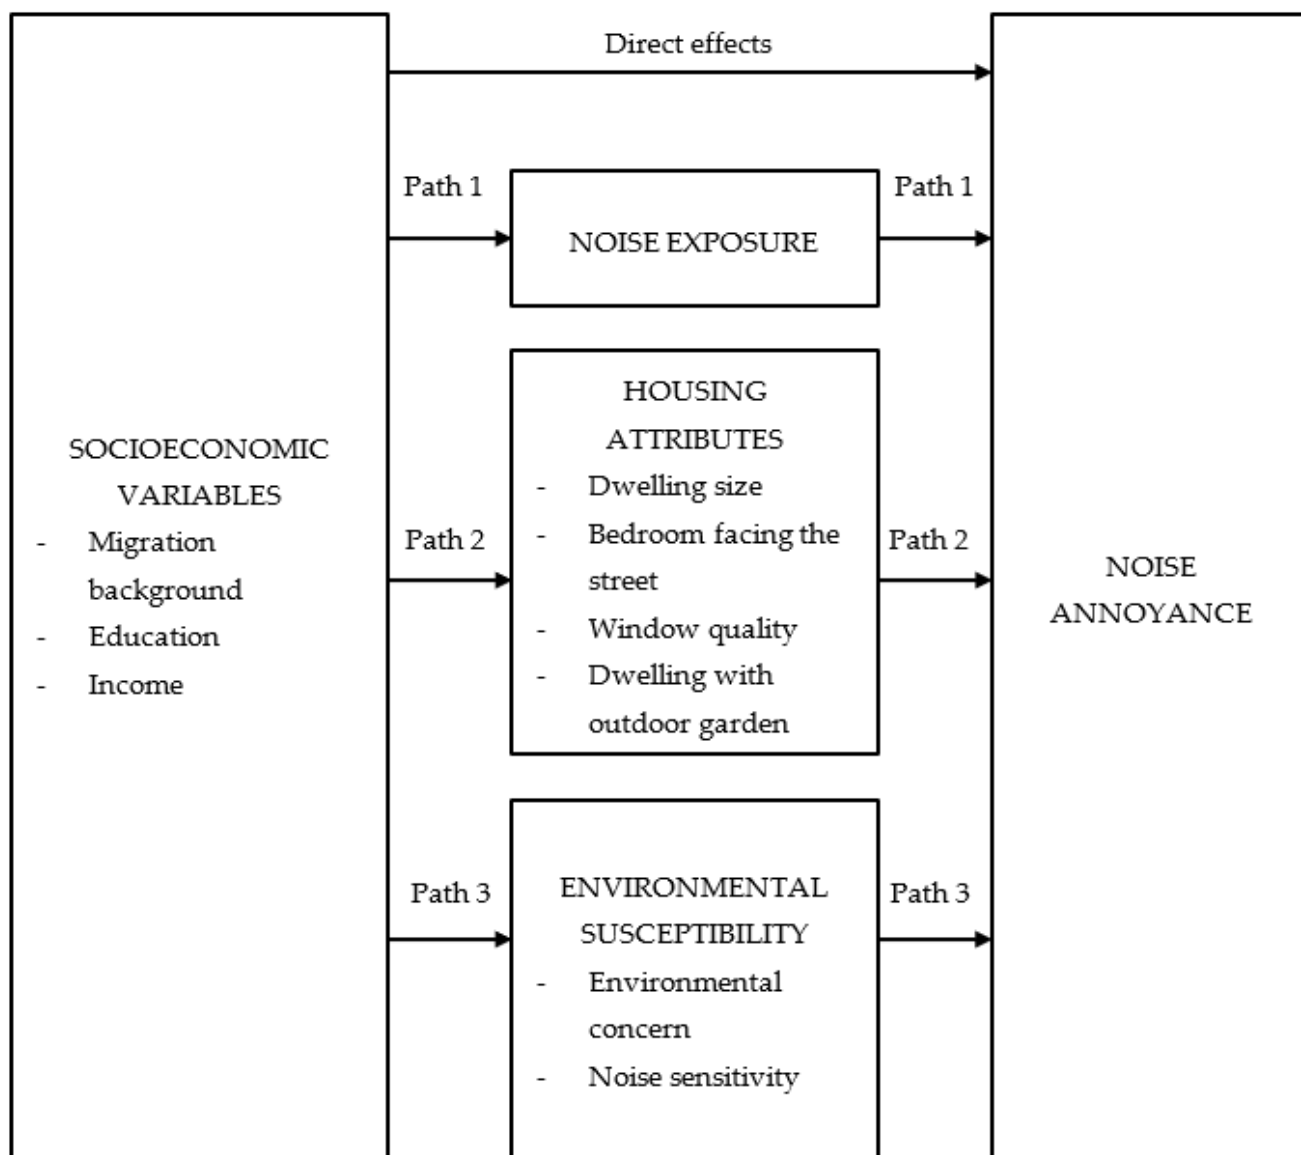 Direct effects
Path 1
Path 1
NOISE EXPOSURE
SOCIOECONOMIC
VARIABLES
- Migration
background
- Education
- Income
Path 2
HOUSING
ATTRIBUTES
- Dwelling size
- Bedroom facing the
street
- Window quality
- Dwelling with
outdoor garden
Path 2
NOISE
ANNOYANCE
Path 3
ENVIRONMENTAL
SUSCEPTIBILITY
- Environmental
concern
- Noise sensitivity
Path 3